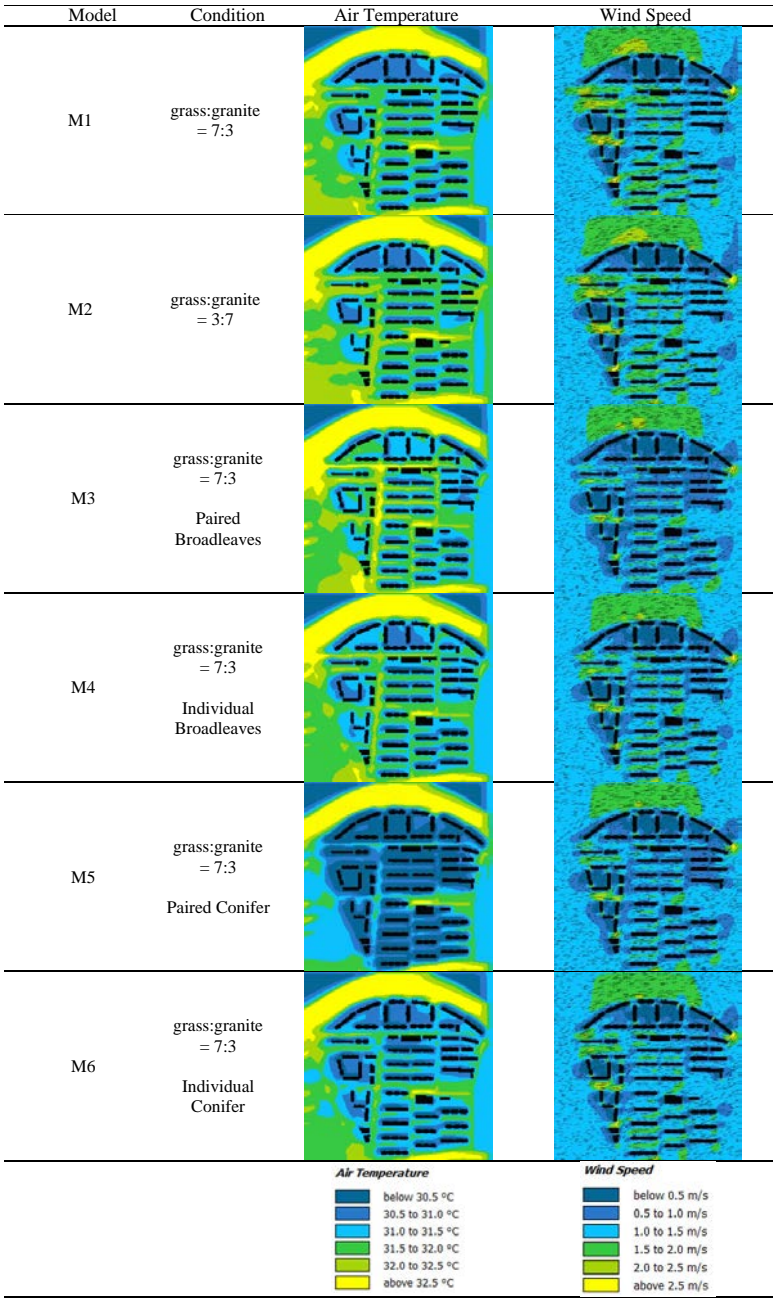 Model Condition Air Temperature Wind Speed
M1
grass:granite
= 7:3
M2
grass:granite
= 3:7
M3
grass:granite
= 7:3
Paired
Broadleaves
M4
grass:granite
= 7:3
Individual
Broadleaves
M5
grass:granite
= 7:3
Paired Conifer
M6
grass:granite
= 7:3
Individual
Conifer
Air Temperature
below 30.5 °C
30.5 to 31.0 °C
31.0 to 31.5 °C
31.5 to 32.0 °C
32.0 to 32.5 °C
above 32.5 °C
Wind Speed
below 0.5 m/s
0.5 to 1.0 m/s
1.0 to 1.5 m/s
1.5 to 2.0 m/s
2.0 to 2.5 m/s
above 2.5 m/s